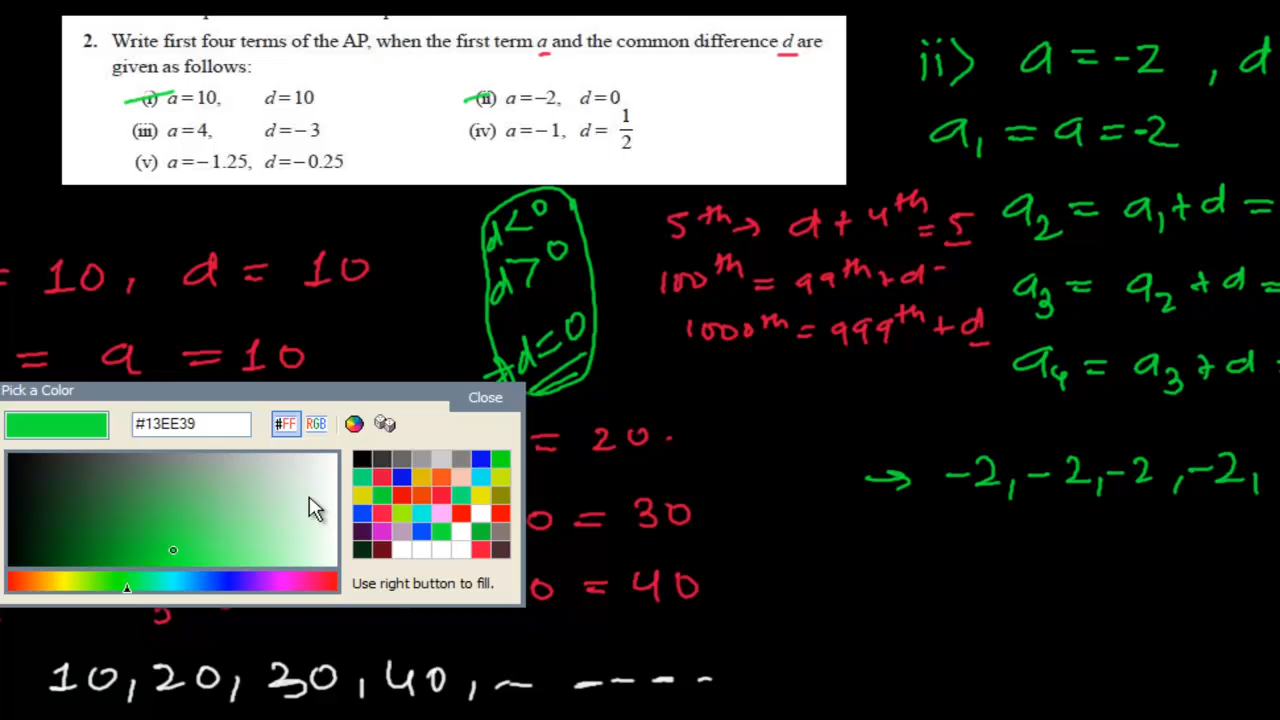 2. Write first four terms of the AP, when the first term a and the common difference d are
given as follows:
(i) a=10, d=10 (ii) a=–2, d=0
(iii) a=4, d=–3 (iv) a=–1, d= 1/2
(v) a=–1.25, d=–0.25
ii) a = -2, d
a₁ = a = -2
a₂ = a₁ + d =
a₃ = a₂ + d =
a₄ = a₃ + d =
→ -2, -2, -2, -2,
5th → d + 4th = 5
100th = 99th + d
1000th = 999th + d
d<0
d>0
d=0
= 10, d = 10
= a = 10
Pick a Color
Close
#13EE39
#FF
RGB
Use right button to fill.
= 20.
0 = 30
0 = 40
10, 20, 30, 40, ~ - - - - -